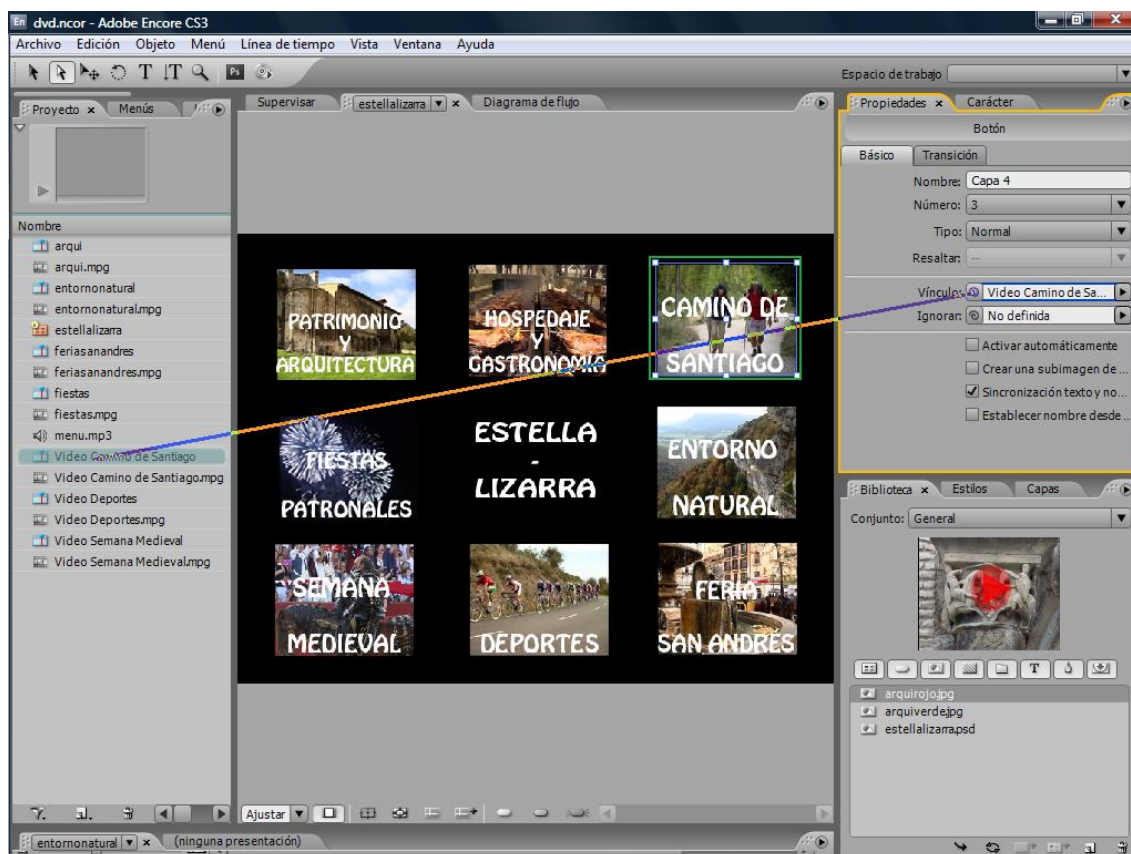 En dvd.ncor - Adobe Encore CS3
Archivo Edición Objeto Menú Línea de tiempo Vista Ventana Ayuda
T T Ps
Espacio de trabajo
Proyecto x Menús
Supervisar estellalizarra x Diagrama de flujo
Propiedades x Carácter
Botón
Básico Transición
Nombre: Capa 4
Número: 3
Tipo: Normal
Resaltar: --
Vínculo: Video Camino de Sa...
Ignorar: No definida
Activar automáticamente
Crear una subimagen de ...
Sincronización texto y no...
Establecer nombre desde ...
Nombre
arqui
arqui.mpg
entornonatural
entornonatural.mpg
estellalizarra
feriasanandres
feriasanandres.mpg
fiestas
fiestas.mpg
menu.mp3
Video Camino de Santiago
Video Camino de Santiago.mpg
Video Deportes
Video Deportes.mpg
Video Semana Medieval
Video Semana Medieval.mpg
PATRIMONIO
Y
ARQUITECTURA
HOSPEDAJE
Y
GASTRONOMÍA
CAMINO DE
SANTIAGO
FIESTAS
PATRONALES
ESTELLA
-
LIZARRA
ENTORNO
NATURAL
SEMANA
MEDIEVAL
DEPORTES
FERIA
SAN ANDRÉS
Biblioteca x Estilos Capas
Conjunto: General
T
arquirojo.jpg
arquiverde.jpg
estellalizarra.psd
Ajustar
entornonatural x (ninguna presentación)